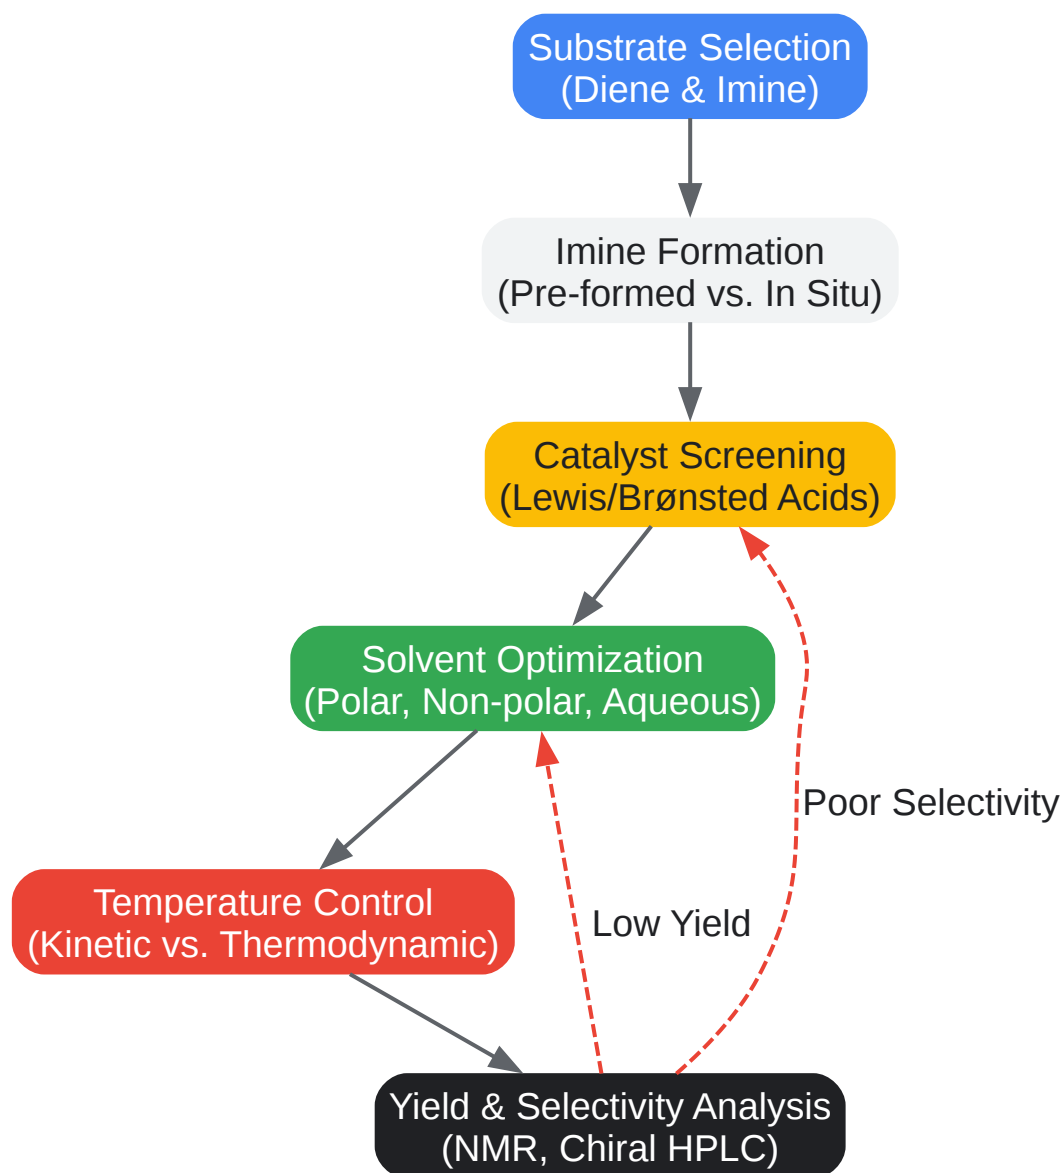 Substrate Selection
(Diene & Imine)
Imine Formation
(Pre-formed vs. In Situ)
Catalyst Screening
(Lewis/Brønsted Acids)
Solvent Optimization
(Polar, Non-polar, Aqueous)
Poor Selectivity
Temperature Control
(Kinetic vs. Thermodynamic)
Low Yield
Yield & Selectivity Analysis
(NMR, Chiral HPLC)